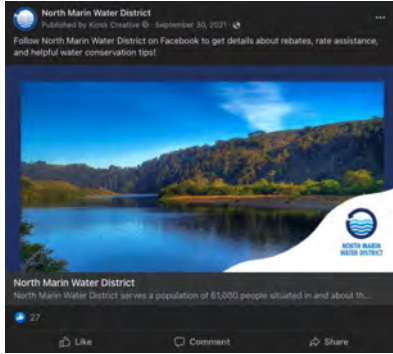 North Marin Water District
Published by Kiosk Creative · September 30, 2021 ·
Follow North Marin Water District on Facebook to get details about rebates, rate assistance,
and helpful water conservation tips!
NORTH MARIN
WATER DISTRICT
North Marin Water District
North Marin Water District serves a population of 61,000 people situated in and about th...
27
Like
Comment
Share